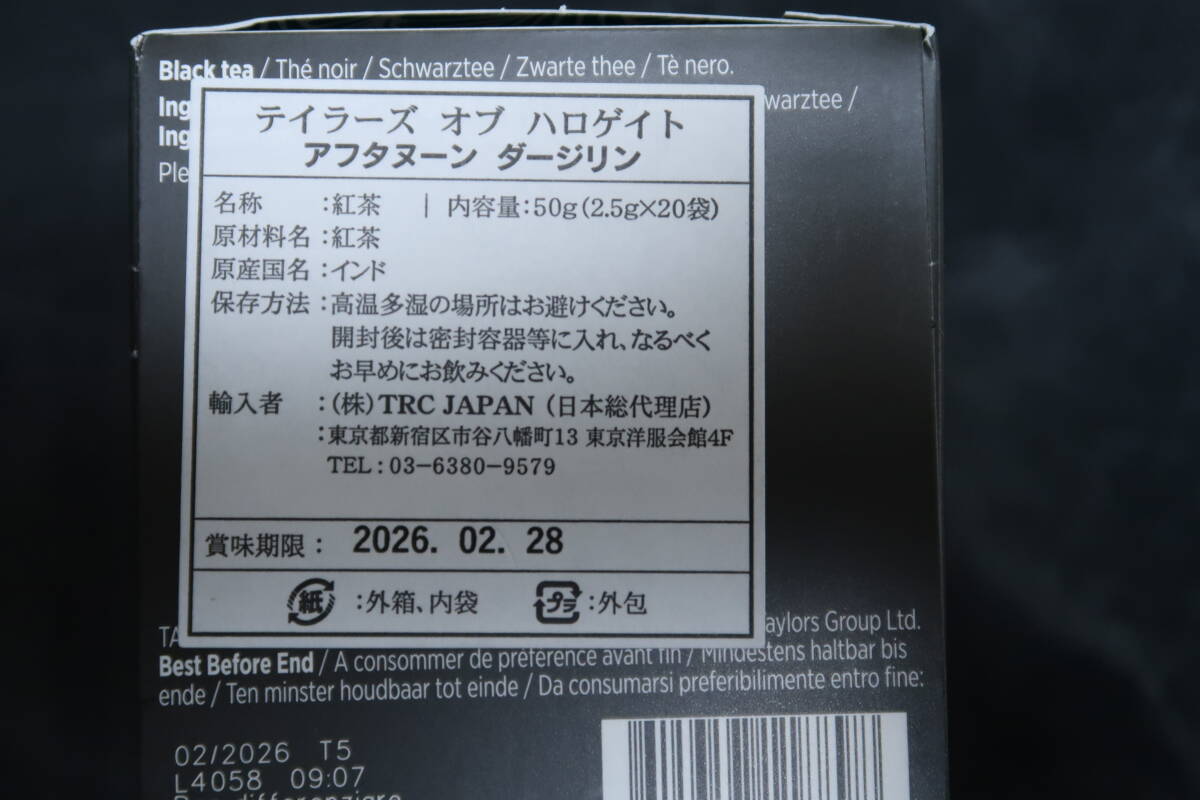 Black tea / Thé noir / Schwarztee / Zwarte thee / Tè nero.
Ing
warztee /
Ing
Ple
テイラーズ オブ ハロゲイト
アフタヌーン ダージリン
名称 :紅茶 | 内容量:50g(2.5g×20袋)
原材料名:紅茶
原産国名:インド
保存方法:高温多湿の場所はお避けください。
開封後は密封容器等に入れ、なるべく
お早めにお飲みください。
輸入者 :(株)TRC JAPAN (日本総代理店)
:東京都新宿区市谷八幡町13 東京洋服会館4F
TEL:03-6380-9579
賞味期限: 2026. 02. 28
紙:外箱、内袋 プラ:外包
TA
aylors Group Ltd.
Best Before End / A consommer de préférence avant fin / Mindestens haltbar bis
ende / Ten minster houdbaar tot einde / Da consumarsi preferibilmente entro fine:
02/2026 T5
L4058 09:07